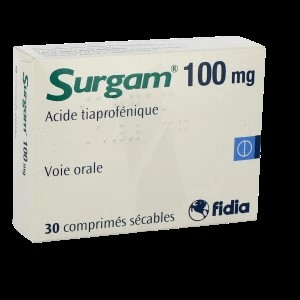 Surgam® 100 mg
Acide tiaprofénique
Voie orale
30 comprimés sécables
fidia
Surgam®
100 mg